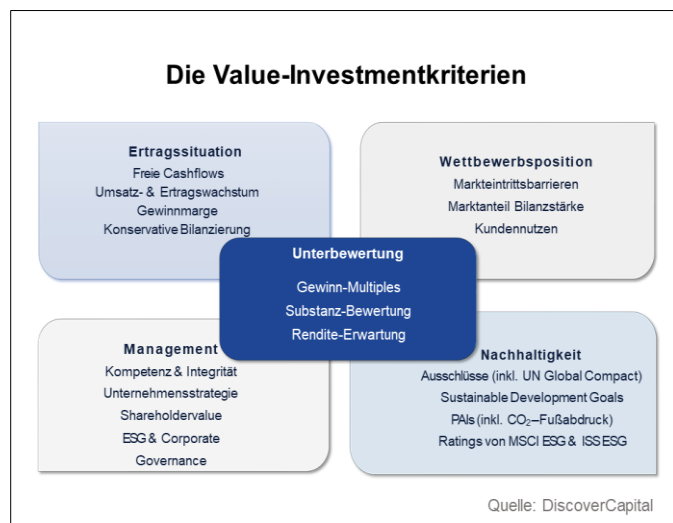 Die Value-Investmentkriterien
Ertragssituation
Freie Cashflows
Umsatz- & Ertragswachstum
Gewinnmarge
Konservative Bilanzierung
Wettbewerbsposition
Markteintrittsbarrieren
Marktanteil Bilanzstärke
Kundennutzen
Unterbewertung
Gewinn-Multiples
Substanz-Bewertung
Rendite-Erwartung
Management
Kompetenz & Integrität
Unternehmensstrategie
Shareholdervalue
ESG & Corporate
Governance
Nachhaltigkeit
Ausschlüsse (inkl. UN Global Compact)
Sustainable Development Goals
PAIs (inkl. CO₂–Fußabdruck)
Ratings von MSCI ESG & ISS ESG
Quelle: DiscoverCapital